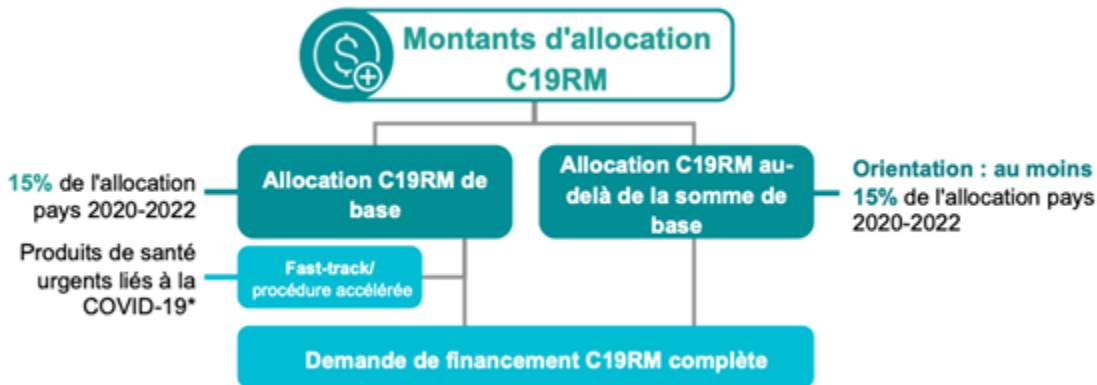 Montants d'allocation
C19RM
15% de l'allocation
pays 2020-2022
Allocation C19RM de
base
Allocation C19RM au-
delà de la somme de
base
Orientation : au moins
15% de l'allocation pays
2020-2022
Produits de santé
urgents liés à la
COVID-19*
Fast-track/
procédure accélérée
Demande de financement C19RM complète